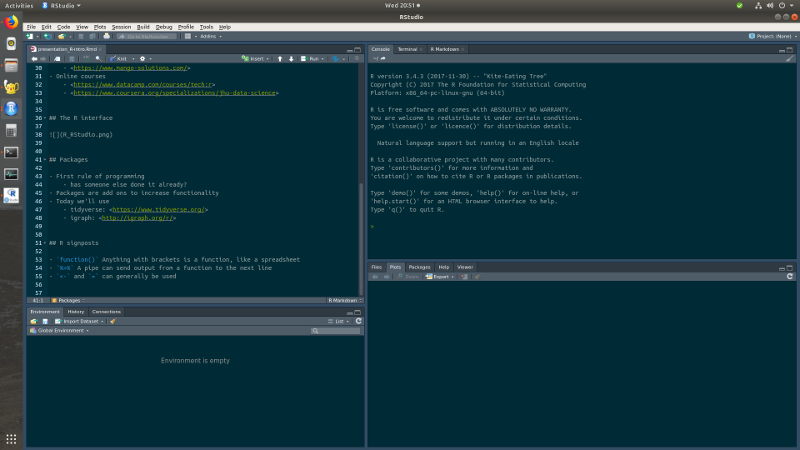 Activities RStudio Wed 20:51
RStudio
File Edit Code View Plots Session Build Debug Profile Tools Help
Go to file/function Addins Project: (None)
presentation_R-intro.Rmd
Knit Insert Run
30 - <https://www.mango-solutions.com/>
31 - Online courses
32 - <https://www.datacamp.com/courses/tech:r>
33 - <https://www.coursera.org/specializations/jhu-data-science>
34
35
36 ## The R interface
37
38 ![](R_RStudio.png)
39
40
41 ## Packages
42
43 - First rule of programming
44 - has someone else done it already?
45 - Packages are add ons to increase functionality
46 - Today we'll use
47 - tidyverse: <https://www.tidyverse.org/>
48 - igraph: <http://igraph.org/r/>
49
50
51 ## R signposts
52
53 - `function()` Anything with brackets is a function, like a spreadsheet
54 - `%>%` A pipe can send output from a function to the next line
55 - `<-` and `=` can generally be used
56
57
41:1 Packages R Markdown
Environment History Connections
Import Dataset List
Global Environment
Environment is empty
Console Terminal R Markdown
~/
R version 3.4.3 (2017-11-30) -- "Kite-Eating Tree"
Copyright (C) 2017 The R Foundation for Statistical Computing
Platform: x86_64-pc-linux-gnu (64-bit)
R is free software and comes with ABSOLUTELY NO WARRANTY.
You are welcome to redistribute it under certain conditions.
Type 'license()' or 'licence()' for distribution details.
Natural language support but running in an English locale
R is a collaborative project with many contributors.
Type 'contributors()' for more information and
'citation()' on how to cite R or R packages in publications.
Type 'demo()' for some demos, 'help()' for on-line help, or
'help.start()' for an HTML browser interface to help.
Type 'q()' to quit R.
>
Files Plots Packages Help Viewer
Zoom Export